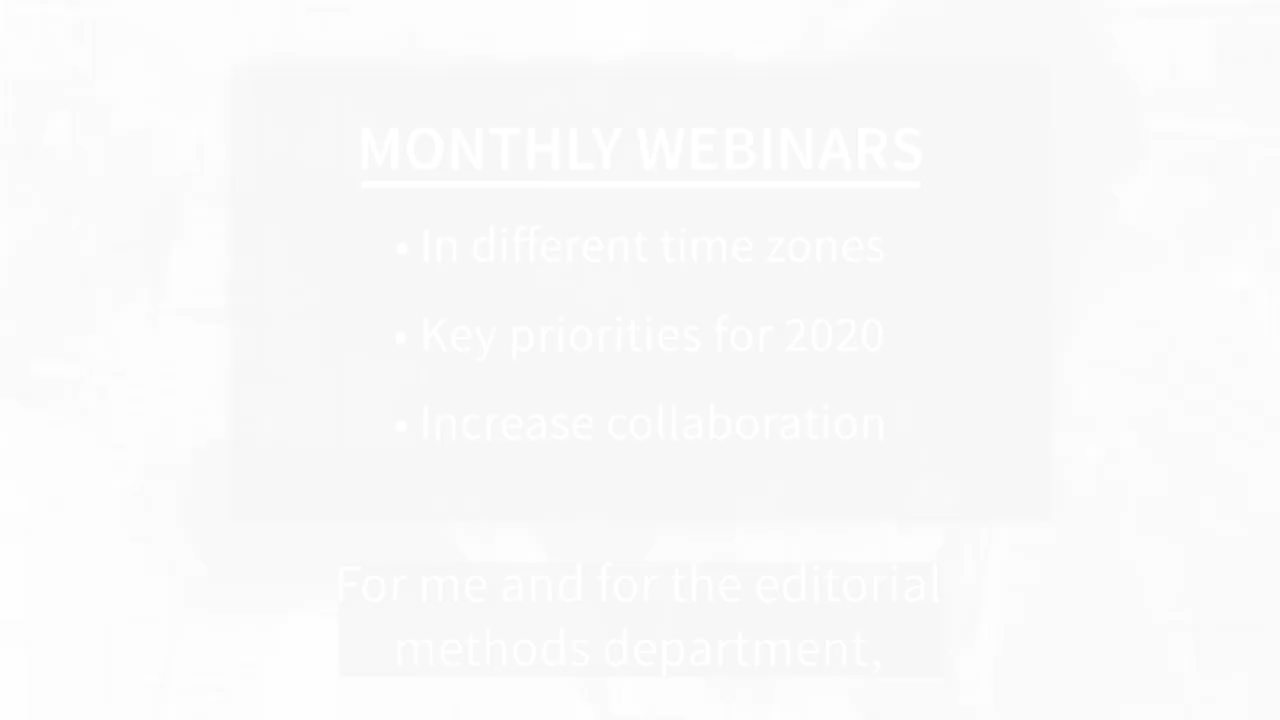 MONTHLY WEBINARS
• In different time zones
• Key priorities for 2020
• Increase collaboration
For me and for the editorial
methods department,